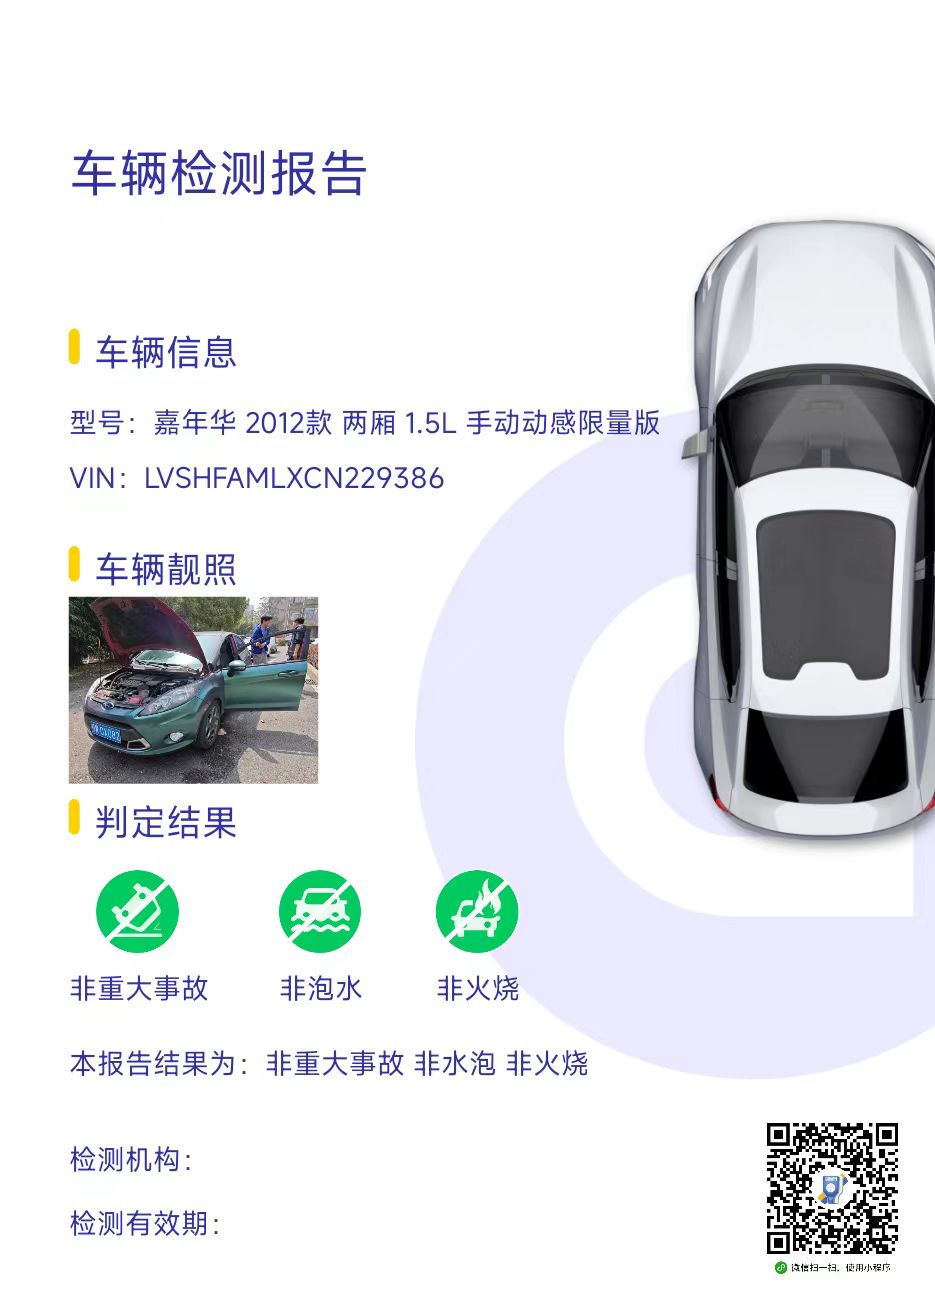 车辆检测报告
车辆信息
型号：嘉年华 2012款 两厢 1.5L 手动动感限量版
VIN：LVSHFAMLXCN229386
车辆靓照
判定结果
非重大事故 非泡水 非火烧
本报告结果为：非重大事故 非水泡 非火烧
检测机构：
检测有效期：
微信扫一扫，使用小程序